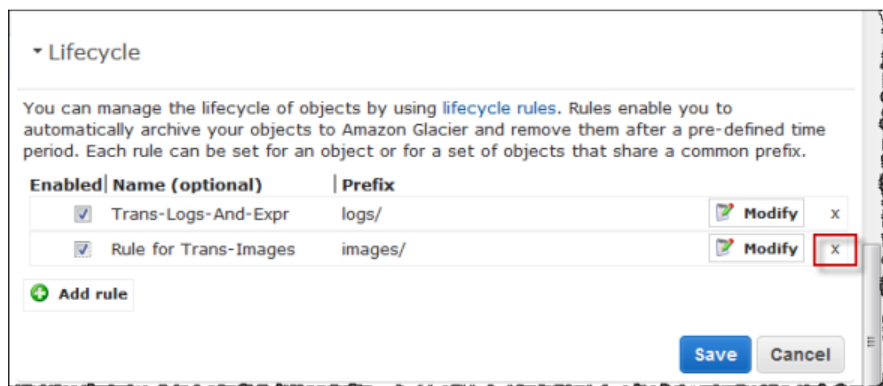 Lifecycle
You can manage the lifecycle of objects by using lifecycle rules. Rules enable you to
automatically archive your objects to Amazon Glacier and remove them after a pre-defined time
period. Each rule can be set for an object or for a set of objects that share a common prefix.
Enabled Name (optional) Prefix
Trans-Logs-And-Expr logs/ Modify x
Rule for Trans-Images images/ Modify x
Add rule
Save Cancel